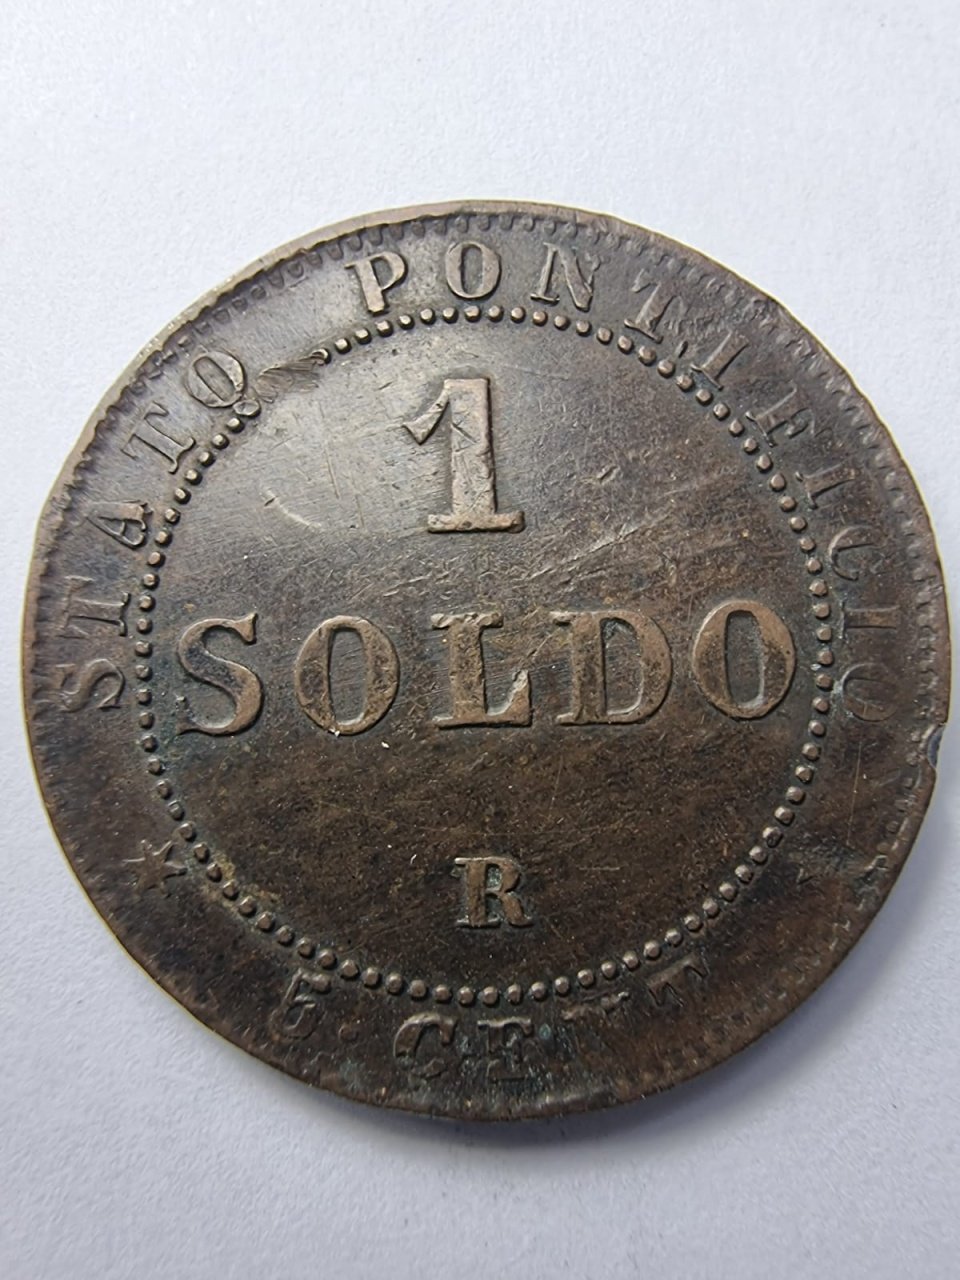 STATO PONTIFICIO
1
SOLDO
R
5 CENT